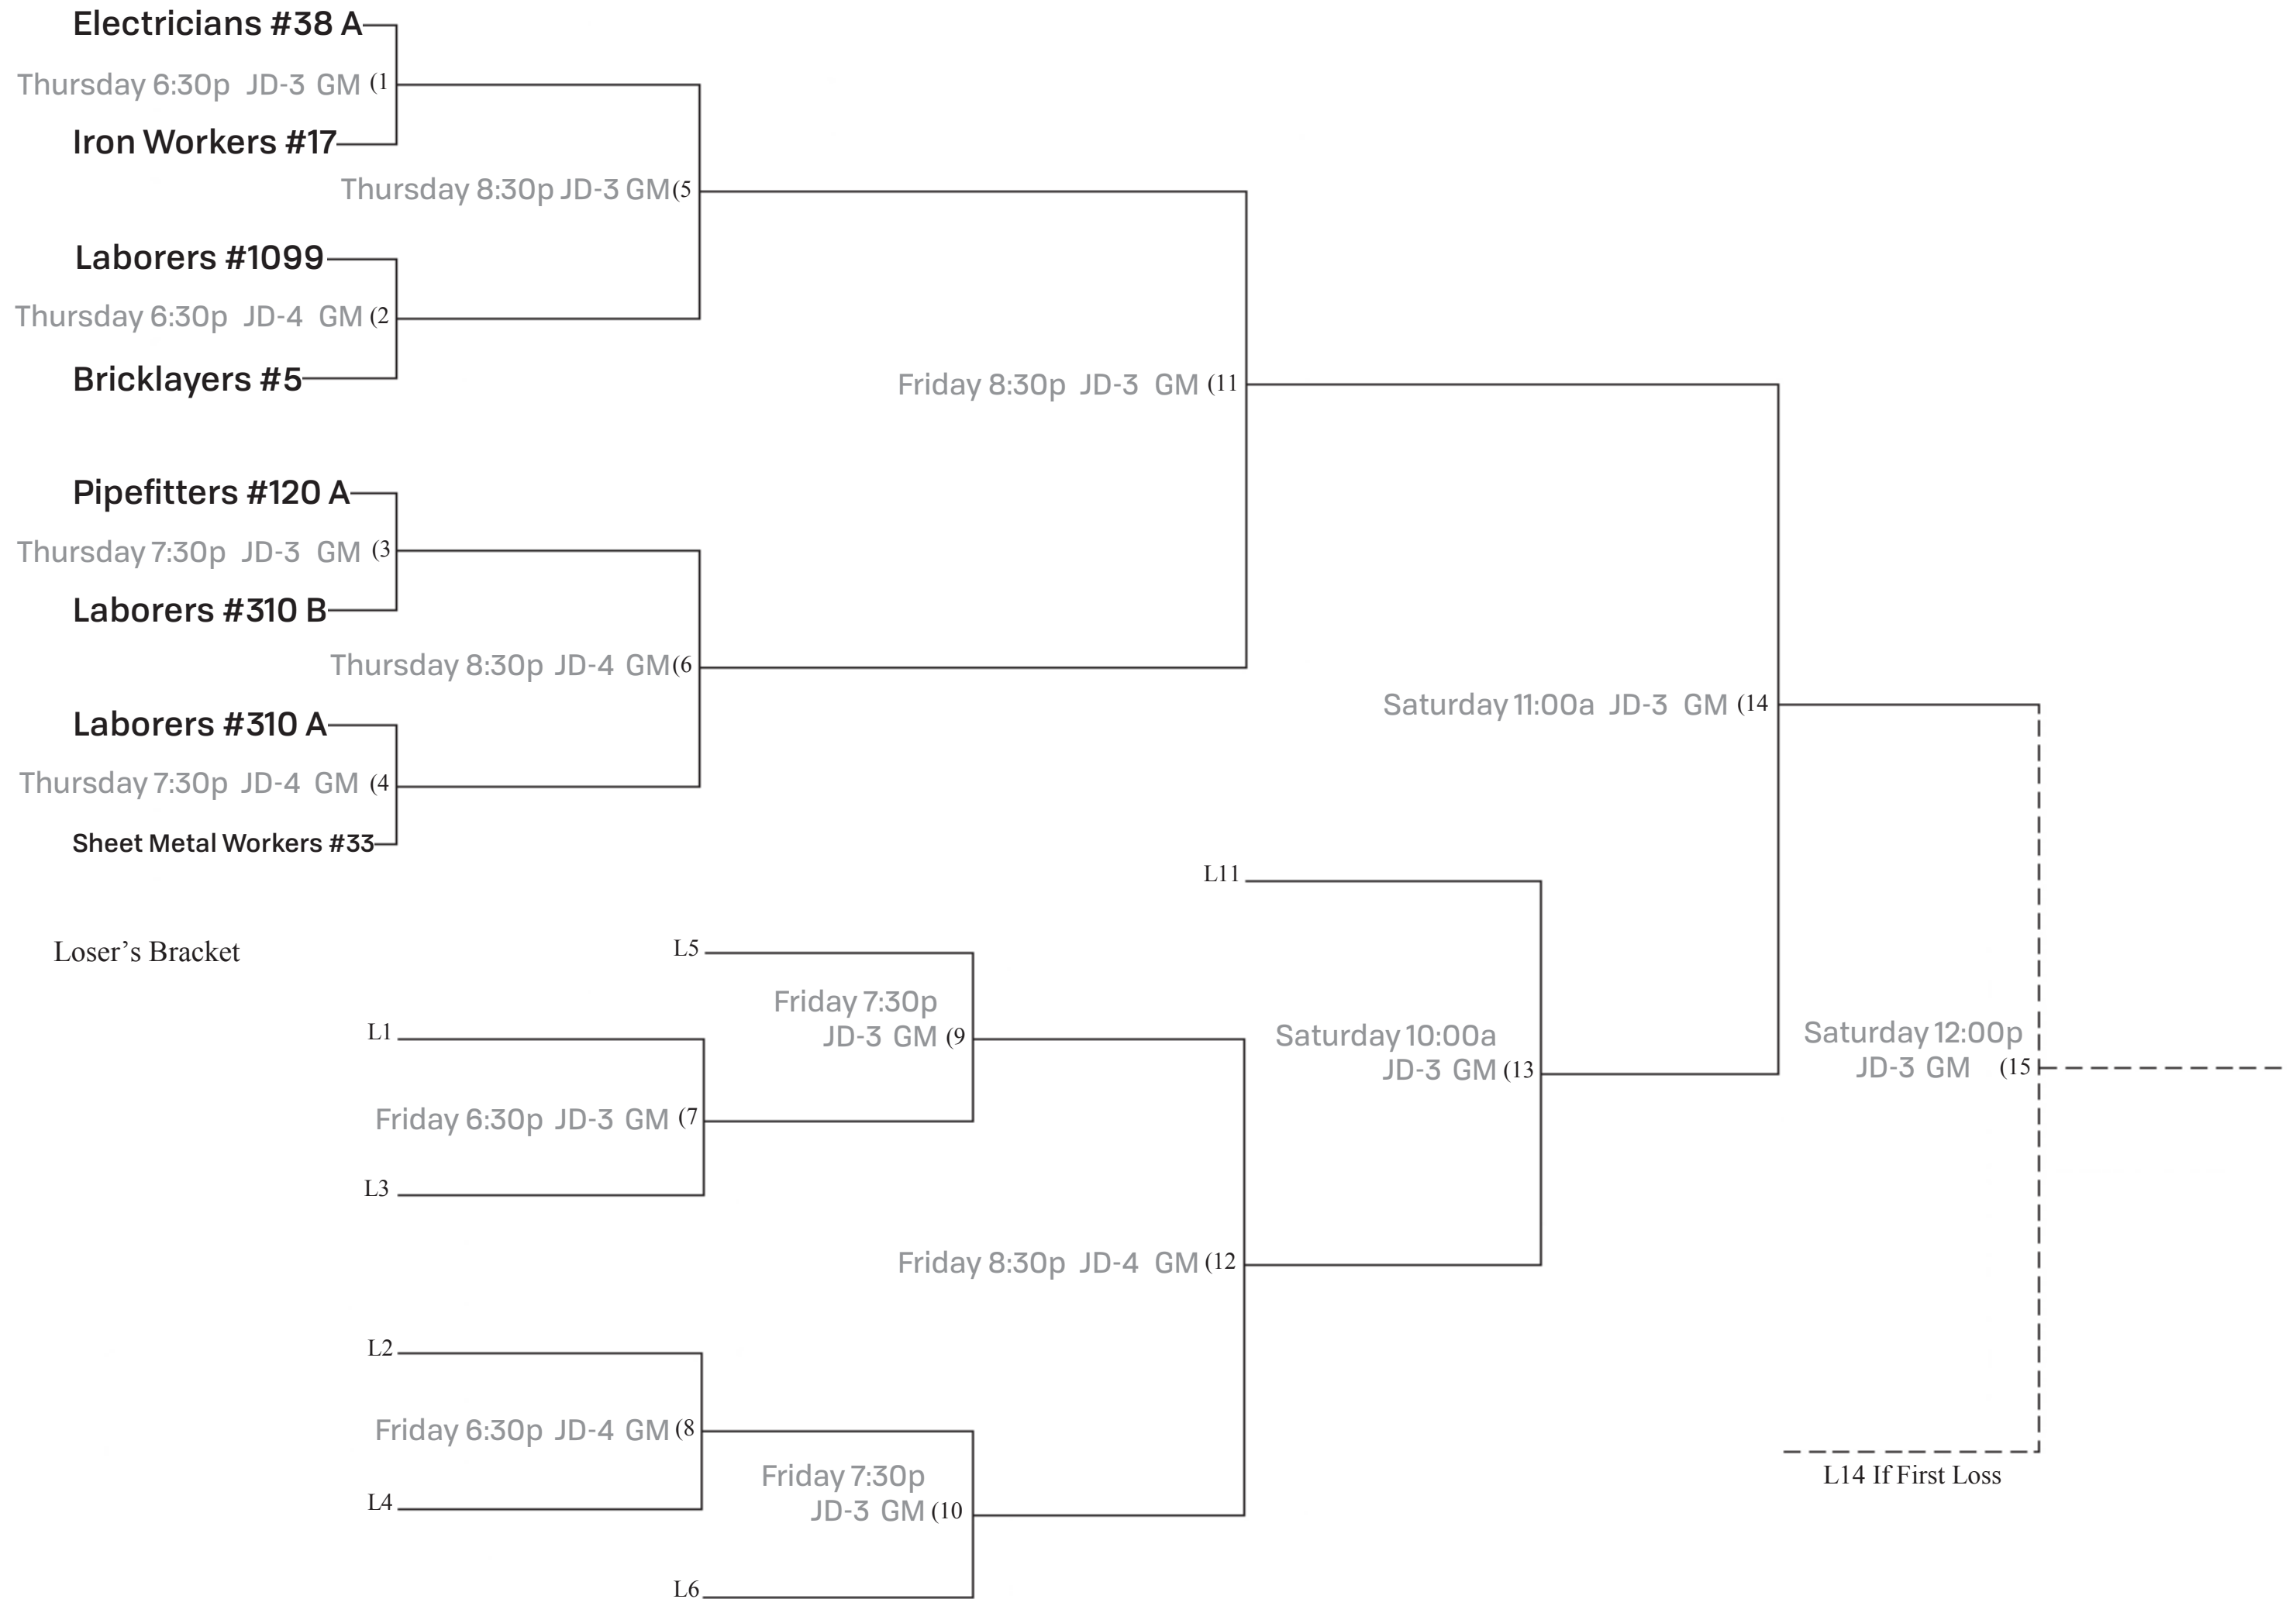 Electricians #38 A
Thursday 6:30p JD-3 GM (1
Iron Workers #17
Thursday 8:30p JD-3 GM(5
Laborers #1099
Thursday 6:30p JD-4 GM (2
Bricklayers #5
Friday 8:30p JD-3 GM (11
Pipefitters #120 A
Thursday 7:30p JD-3 GM (3
Laborers #310 B
Thursday 8:30p JD-4 GM(6
Saturday 11:00a JD-3 GM (14
Laborers #310 A
Thursday 7:30p JD-4 GM (4
Sheet Metal Workers #33
L11
Loser’s Bracket
L5
Friday 7:30p
JD-3 GM (9
L1
Saturday 10:00a
JD-3 GM (13
Saturday 12:00p
JD-3 GM (15
Friday 6:30p JD-3 GM (7
L3
Friday 8:30p JD-4 GM (12
L2
Friday 6:30p JD-4 GM (8
L4
Friday 7:30p
JD-3 GM (10
L14 If First Loss
L6